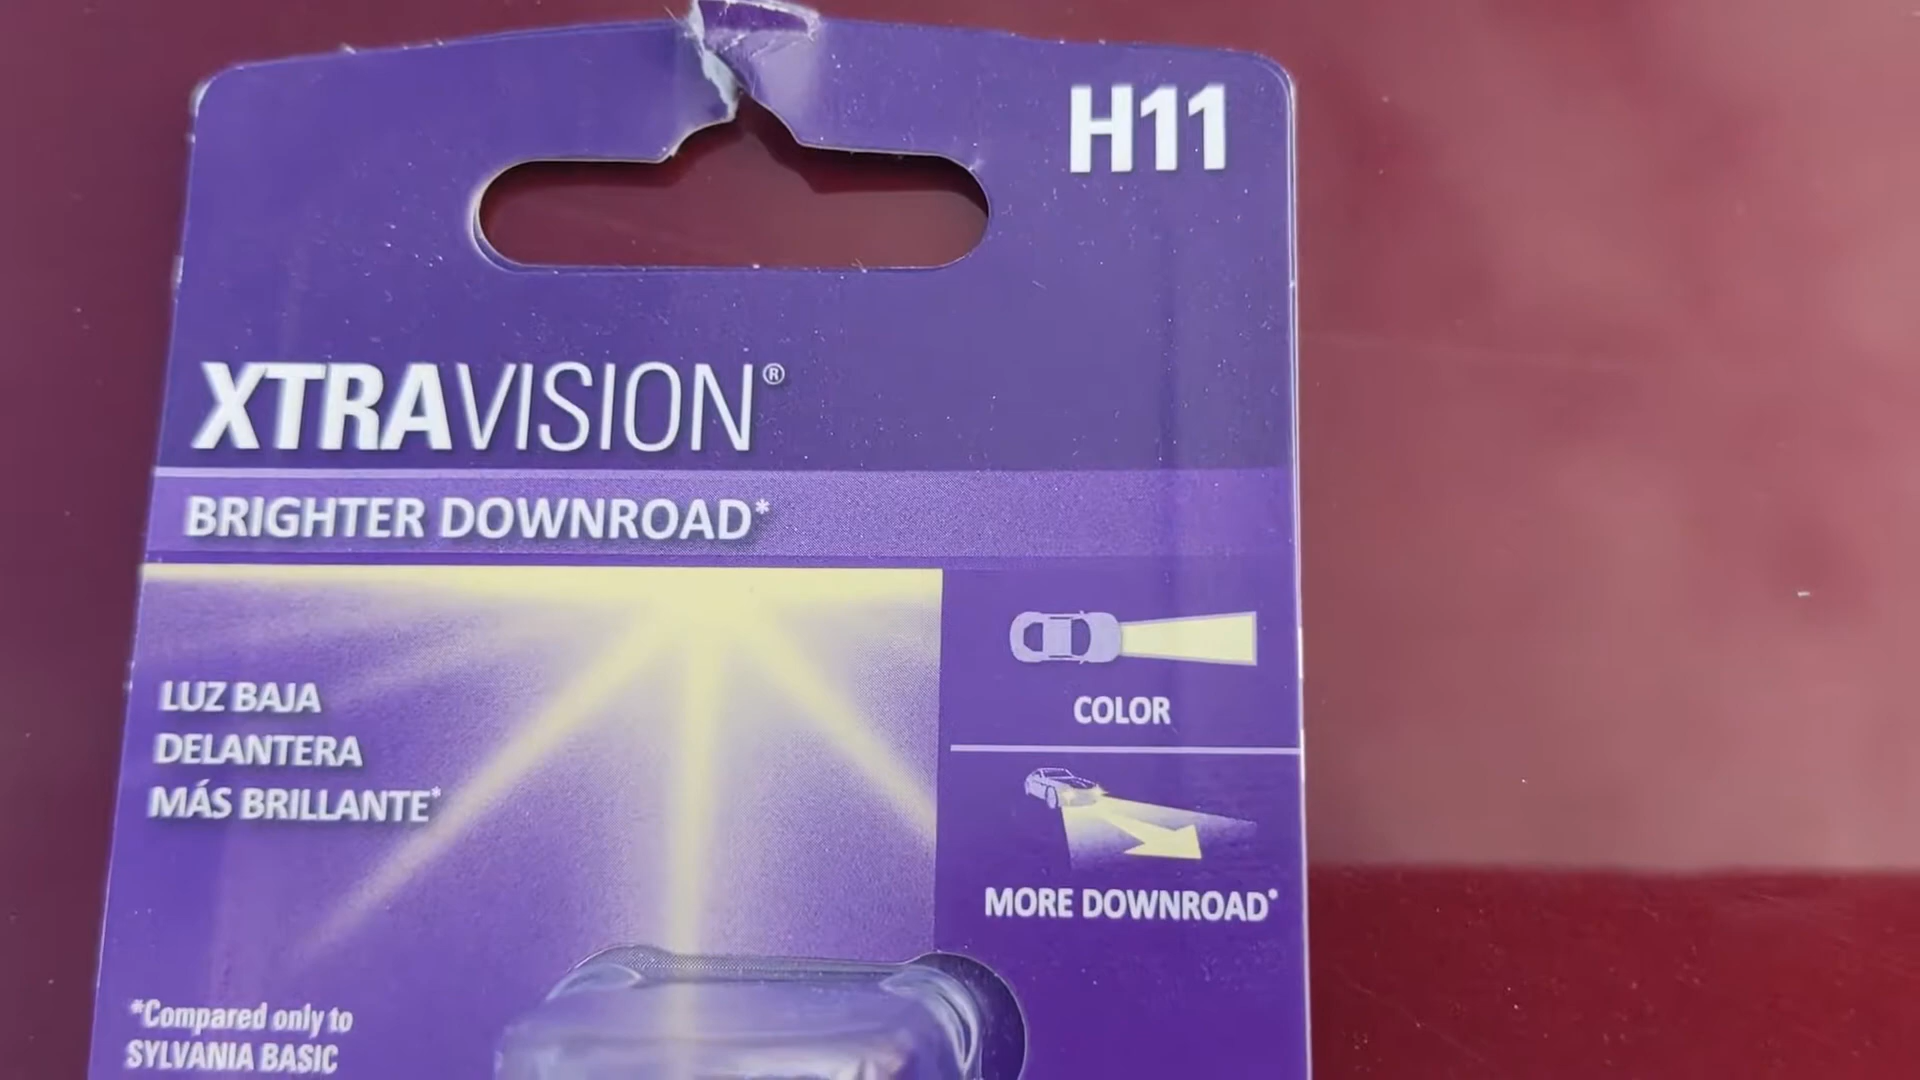 H11
XTRAVISION®
BRIGHTER DOWNROAD*
LUZ BAJA
DELANTERA
MÁS BRILLANTE*
COLOR
MORE DOWNROAD*
*Compared only to
SYLVANIA BASIC